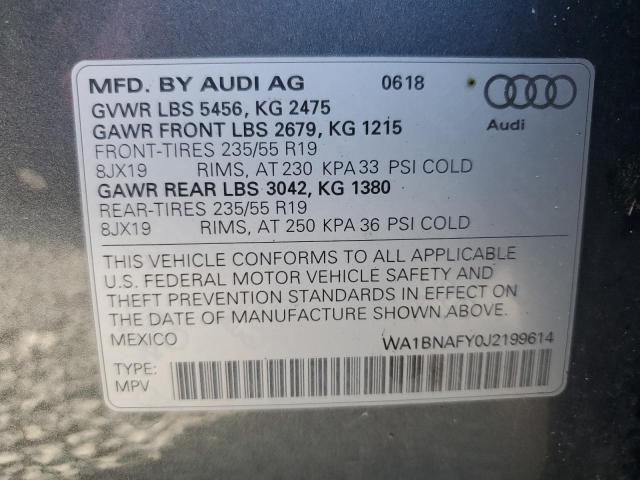 MFD. BY AUDI AG 0618
GVWR LBS 5456, KG 2475
GAWR FRONT LBS 2679, KG 1215
Audi
FRONT-TIRES 235/55 R19
8JX19 RIMS, AT 230 KPA 33 PSI COLD
GAWR REAR LBS 3042, KG 1380
REAR-TIRES 235/55 R19
8JX19 RIMS, AT 250 KPA 36 PSI COLD
THIS VEHICLE CONFORMS TO ALL APPLICABLE
U.S. FEDERAL MOTOR VEHICLE SAFETY AND
THEFT PREVENTION STANDARDS IN EFFECT ON THE
DATE OF MANUFACTURE SHOWN ABOVE.
MEXICO WA1BNAFY0J2199614
TYPE:
MPV